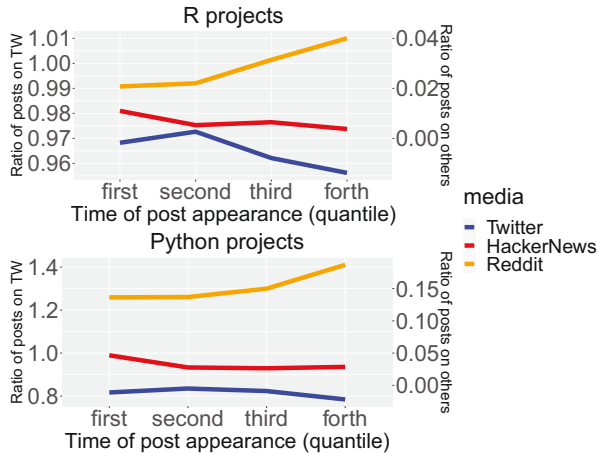 R projects
Ratio of posts on TW
1.01
1.00
0.99
0.98
0.97
0.96
0.04
0.02
0.00
Ratio of posts on others
first second third forth
Time of post appearance (quantile)
media
Twitter
HackerNews
Reddit
Python projects
Ratio of posts on TW
1.4
1.2
1.0
0.8
0.15
0.10
0.05
0.00
Ratio of posts on others
first second third forth
Time of post appearance (quantile)